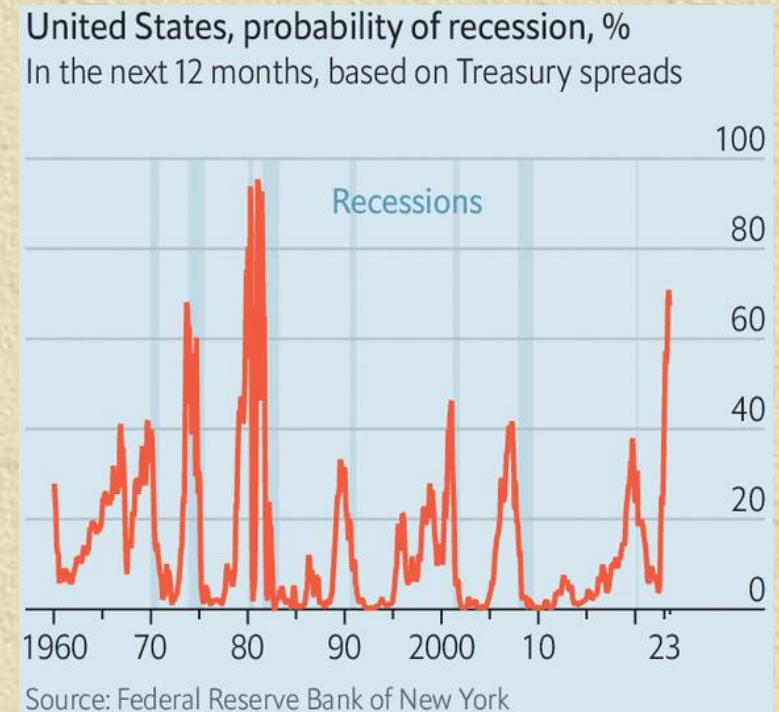 United States, probability of recession, %
In the next 12 months, based on Treasury spreads
100
Recessions
80
60
40
20
0
1960 70 80 90 2000 10 23
Source: Federal Reserve Bank of New York